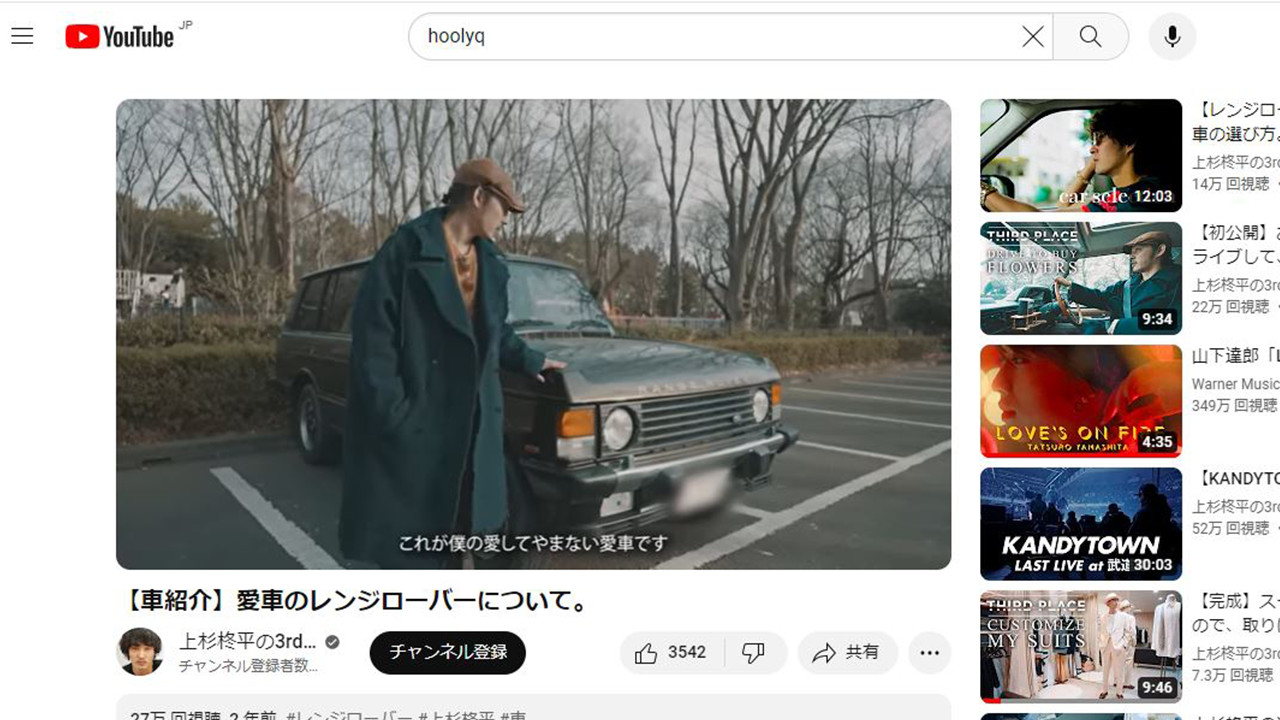 YouTube JP
hoolyq
RANGE ROVER
これが僕の愛してやまない愛車です
【車紹介】愛車のレンジローバーについて。
上杉柊平の3rd...
チャンネル登録者数...
チャンネル登録
3542
共有
27万 回視聴 2 年前 #レンジローバー #上杉柊平 #車
car sele
12:03
【レンジロー
車の選び方。
上杉柊平の3rd
14万 回視聴
THIRD PLACE
DRIVE TO BUY
FLOWERS
9:34
【初公開】
ライブして、
上杉柊平の3rd
22万 回視聴
LOVE'S ON FIRE
TATSURO YAMASHITA
4:35
山下達郎「L
Warner Music
349万 回視聴
KANDYTOWN
LAST LIVE at 武道
30:03
【KANDYTO
上杉柊平の3rd
52万 回視聴
THIRD PLACE
CUSTOMIZE
MY SUITS
9:46
【完成】スー
ので、取りに
上杉柊平の3rd
7.3万 回視聴